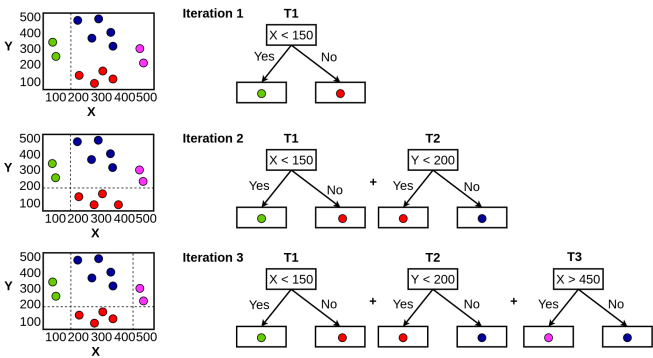 Iteration 1 T1
X < 150
Yes No
500
400
Y 300
200
100
100 200 300 400 500
X
Iteration 2 T1 T2
X < 150 Y < 200
Yes No + Yes No
500
400
Y 300
200
100
100 200 300 400 500
X
Iteration 3 T1 T2 T3
X < 150 Y < 200 X > 450
Yes No + Yes No + Yes No
500
400
Y 300
200
100
100 200 300 400 500
X